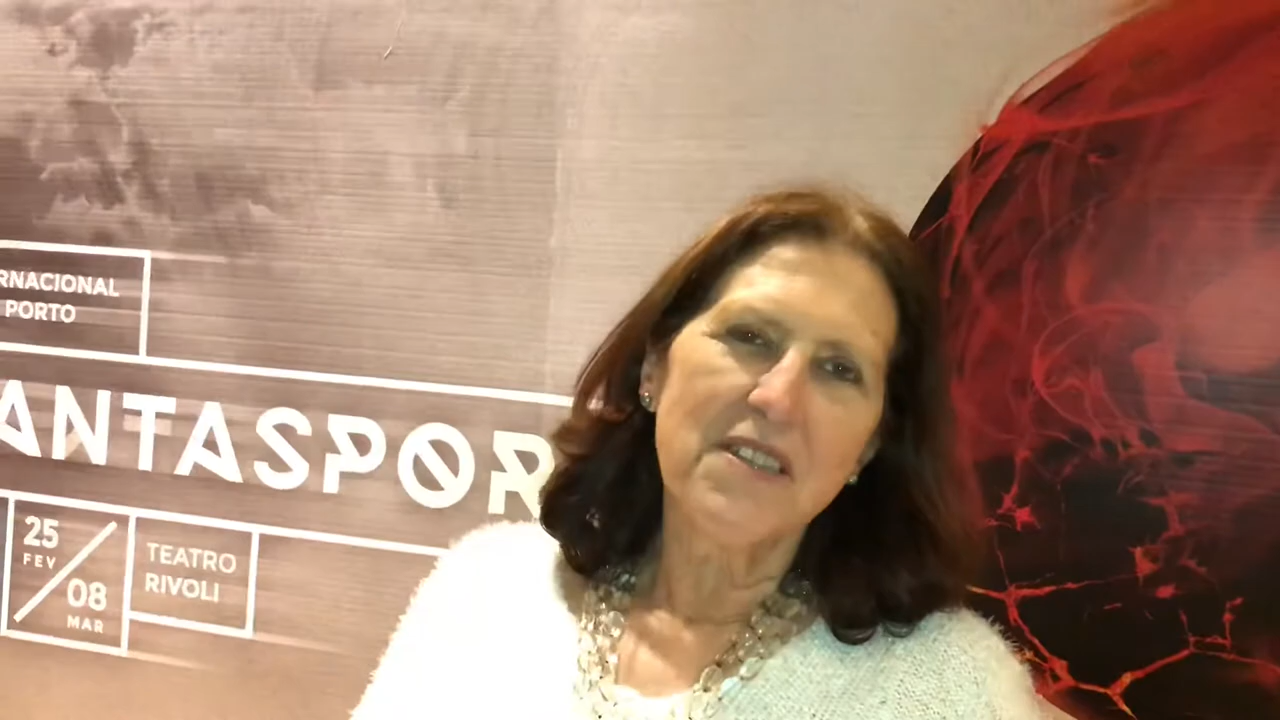 RNACIONAL
PORTO
ANTASPOR
25
FEV
08
MAR
TEATRO
RIVOLI